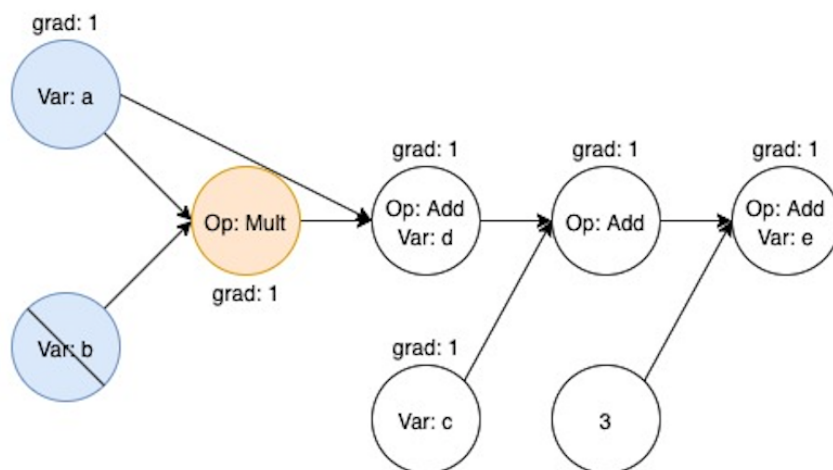 grad: 1
Var: a
grad: 1
grad: 1
grad: 1
Op: Mult
Op: Add
Var: d
Op: Add
Op: Add
Var: e
grad: 1
Var: b
grad: 1
Var: c
3